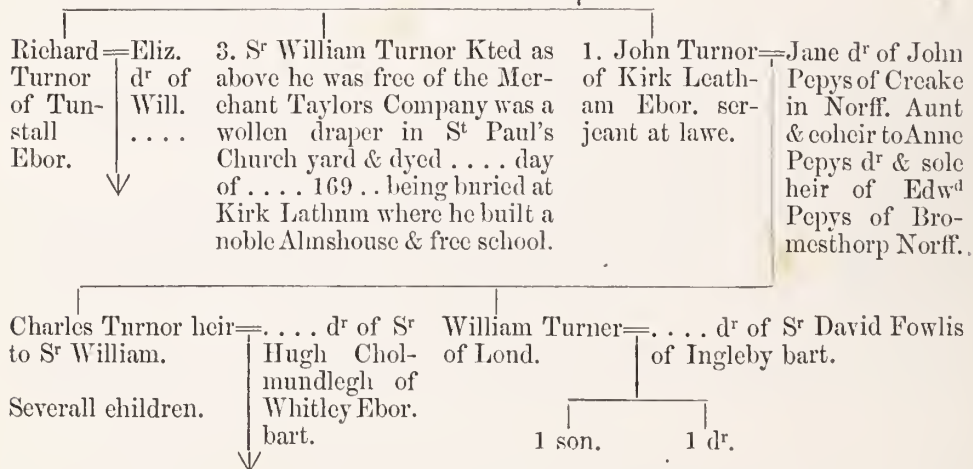 Richard=Eliz.
Turnor dr of
of Tun- Will.
stall . . . .
Ebor.
3. Sr William Turnor Kted as
above he was free of the Mer-
chant Taylors Company was a
wollen draper in St Paul's
Church yard & dyed . . . . day
of . . . . 169 . . being buried at
Kirk Lathum where he built a
noble Almshouse & free school.
1. John Turnor=Jane dr of John
of Kirk Leath- Pepys of Creake
am Ebor. ser- in Norff. Aunt
jeant at lawe. & coheir to Anne
Pepys dr & sole
heir of Edwd
Pepys of Bro-
mesthorp Norff.
Charles Turnor heir=. . . . dr of Sr
to Sr William. Hugh Chol-
mundlegh of
Severall children. Whitley Ebor.
bart.
William Turner=. . . . dr of Sr David Fowlis
of Lond. of Ingleby bart.
1 son. 1 dr.